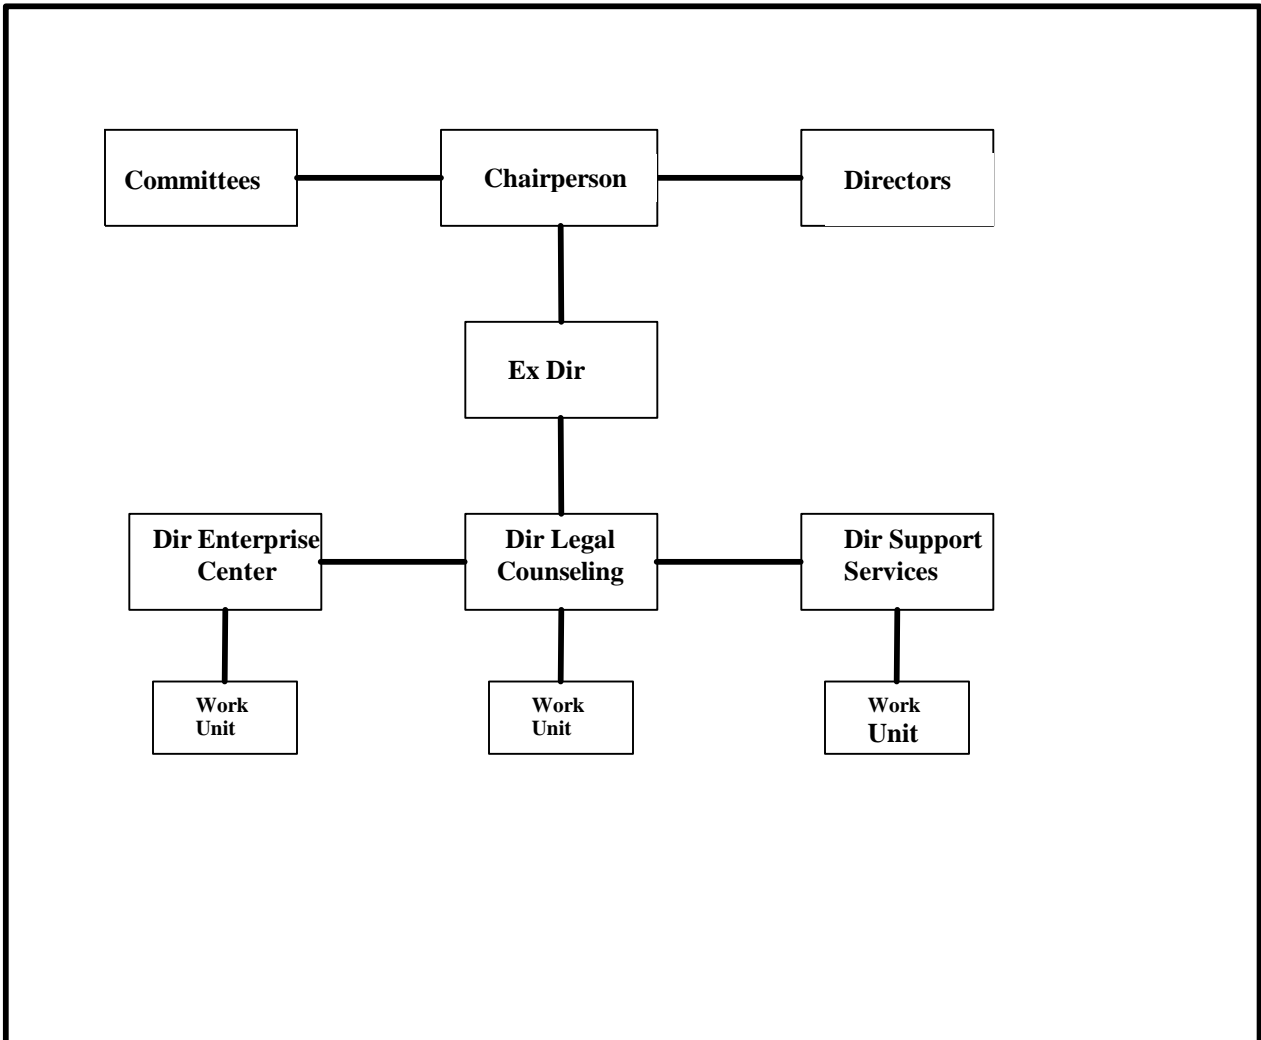 Committees
Chairperson
Directors
Ex Dir
Dir Enterprise
Center
Dir Legal
Counseling
Dir Support
Services
Work
Unit
Work
Unit
Work
Unit